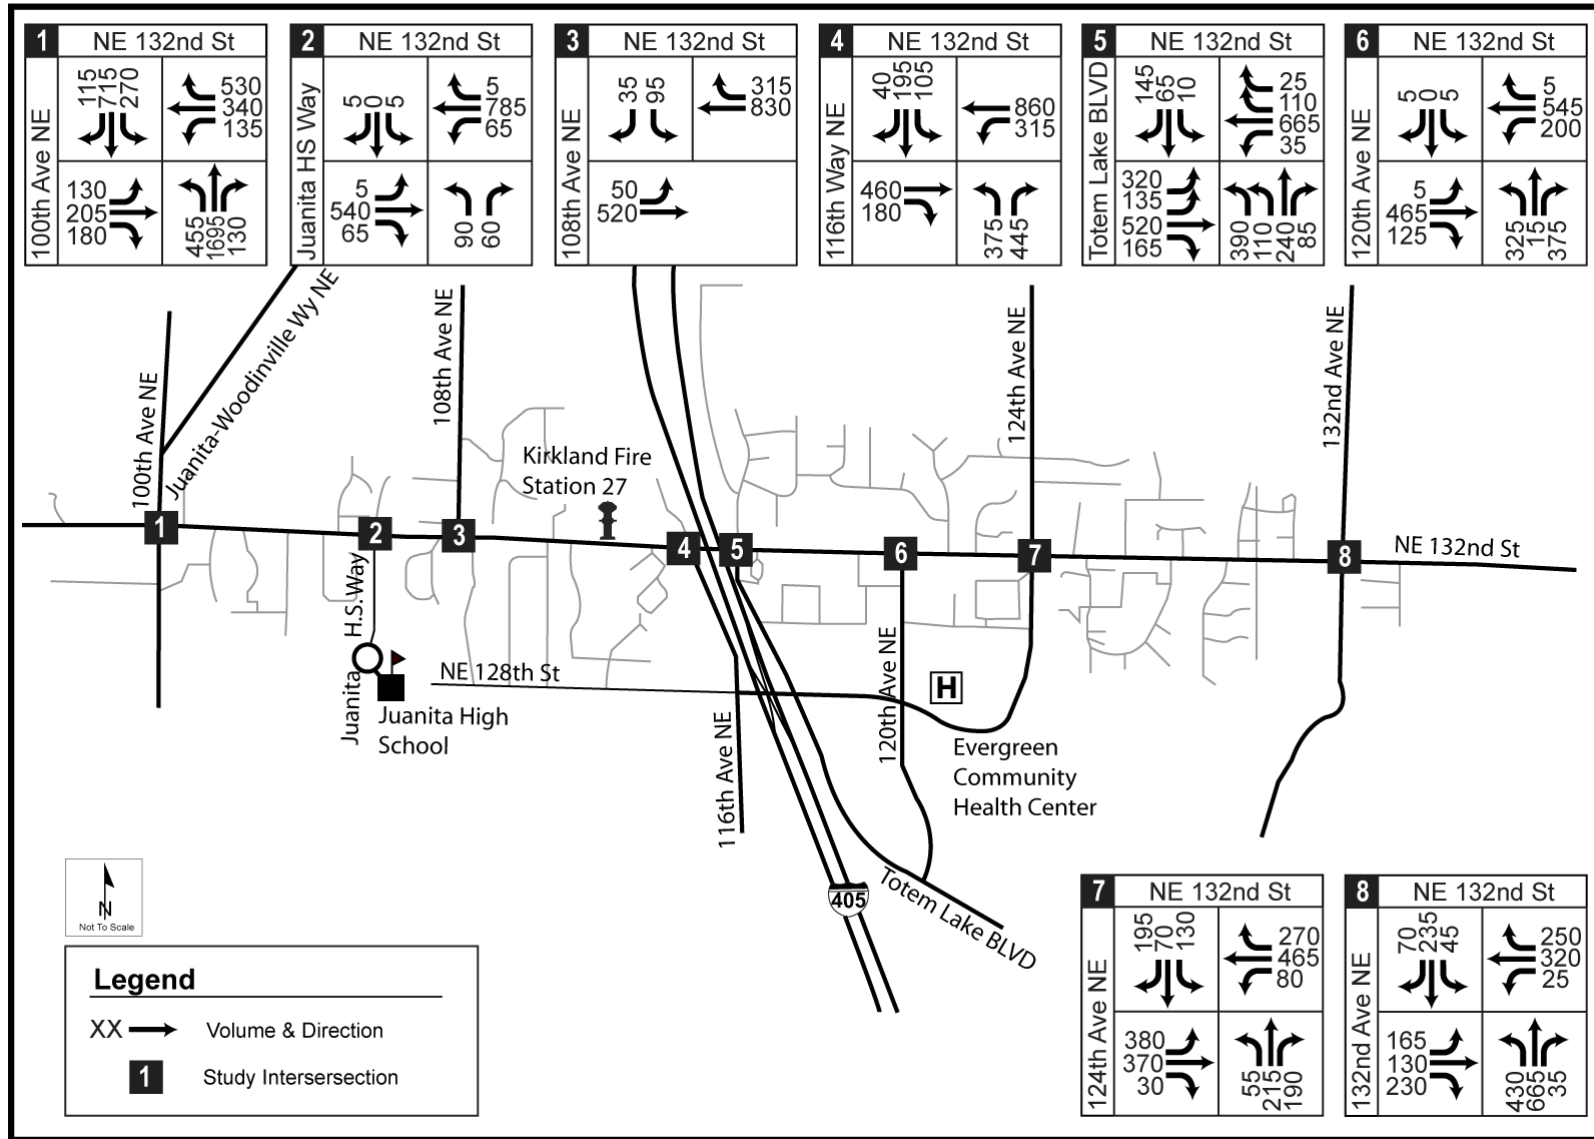 1
NE 132nd St
100th Ave NE
115
715
270
530
340
135
130
205
180
455
1695
130
2
NE 132nd St
Juanita HS Way
5
0
5
5
785
65
5
540
65
90
60
3
NE 132nd St
108th Ave NE
35
95
315
830
50
520
4
NE 132nd St
116th Way NE
40
195
105
860
315
460
180
375
445
5
NE 132nd St
Totem Lake BLVD
145
65
10
25
110
665
35
320
135
520
165
390
110
240
85
6
NE 132nd St
120th Ave NE
5
0
5
5
545
200
5
465
125
325
15
375
100th Ave NE
Juanita-Woodinville Wy NE
108th Ave NE
124th Ave NE
132nd Ave NE
Kirkland Fire
Station 27
1
2
3
4
5
6
7
8
NE 132nd St
Juanita H.S. Way
NE 128th St
Juanita High
School
116th Ave NE
120th Ave NE
H
Evergreen
Community
Health Center
405
Totem Lake BLVD
N
Not To Scale
Legend
XX Volume & Direction
1 Study Intersersection
7
NE 132nd St
124th Ave NE
195
70
130
270
465
80
380
370
30
55
215
190
8
NE 132nd St
132nd Ave NE
70
235
45
250
320
25
165
130
230
430
665
35